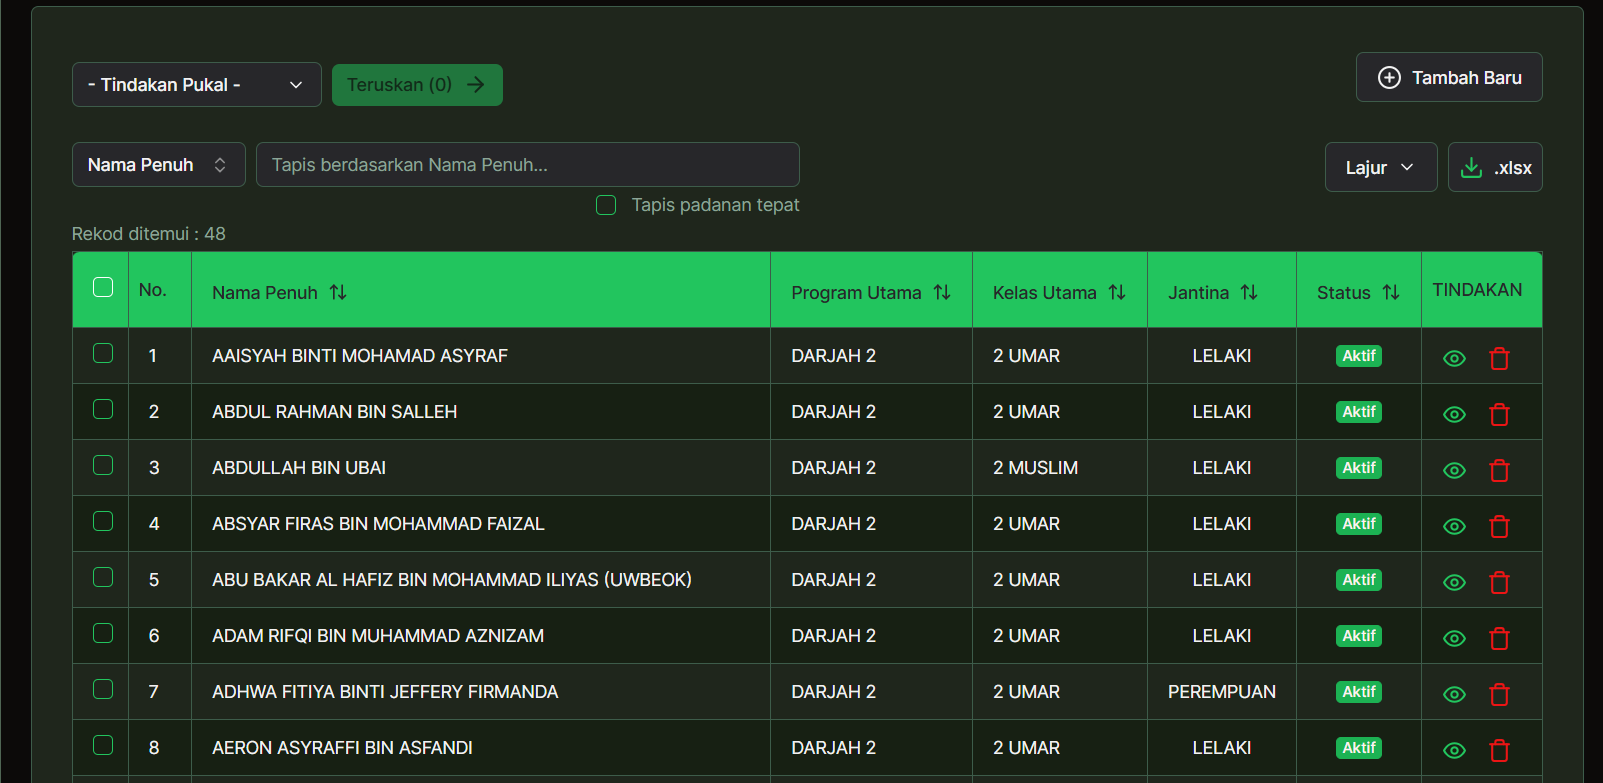 - Tindakan Pukal - Teruskan (0) Tambah Baru
Nama Penuh Tapis berdasarkan Nama Penuh... Lajur .xlsx
Tapis padanan tepat
Rekod ditemui : 48
No. Nama Penuh Program Utama Kelas Utama Jantina Status TINDAKAN
1 AAISYAH BINTI MOHAMAD ASYRAF DARJAH 2 2 UMAR LELAKI Aktif
2 ABDUL RAHMAN BIN SALLEH DARJAH 2 2 UMAR LELAKI Aktif
3 ABDULLAH BIN UBAI DARJAH 2 2 MUSLIM LELAKI Aktif
4 ABSYAR FIRAS BIN MOHAMMAD FAIZAL DARJAH 2 2 UMAR LELAKI Aktif
5 ABU BAKAR AL HAFIZ BIN MOHAMMAD ILIYAS (UWBEOK) DARJAH 2 2 UMAR LELAKI Aktif
6 ADAM RIFQI BIN MUHAMMAD AZNIZAM DARJAH 2 2 UMAR LELAKI Aktif
7 ADHWA FITIYA BINTI JEFFERY FIRMANDA DARJAH 2 2 UMAR PEREMPUAN Aktif
8 AERON ASYRAFFI BIN ASFANDI DARJAH 2 2 UMAR LELAKI Aktif